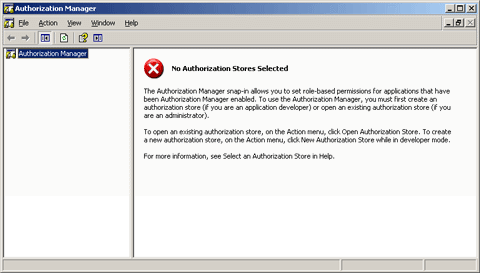 Authorization Manager
File Action View Window Help
Authorization Manager
No Authorization Stores Selected
The Authorization Manager snap-in allows you to set role-based permissions for applications that have
been Authorization Manager enabled. To use the Authorization Manager, you must first create an
authorization store (if you are an application developer) or open an existing authorization store (if you
are an administrator).
To open an existing authorization store, on the Action menu, click Open Authorization Store. To create
a new authorization store, on the Action menu, click New Authorization Store while in developer mode.
For more information, see Select an Authorization Store in Help.